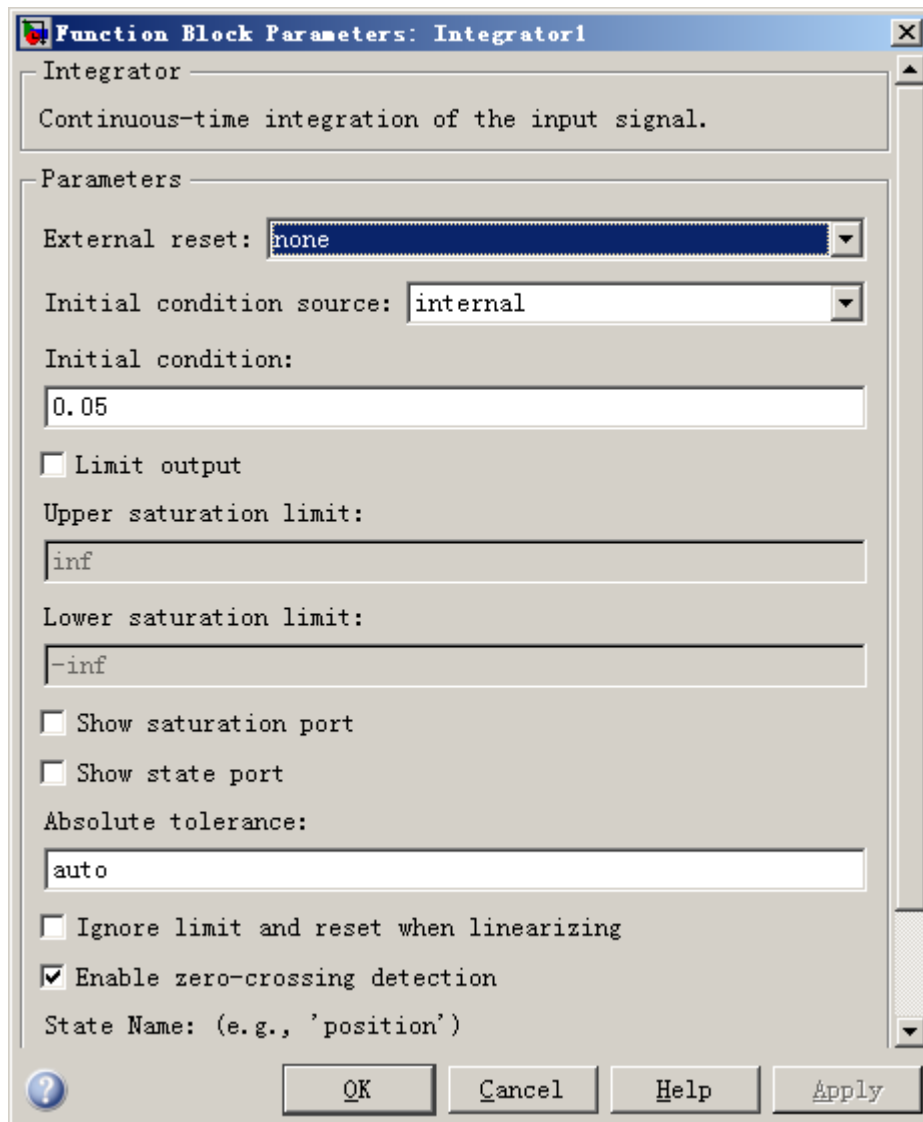 Function Block Parameters: Integrator1
Integrator
Continuous-time integration of the input signal.
Parameters
External reset: none
Initial condition source: internal
Initial condition:
0.05
Limit output
Upper saturation limit:
inf
Lower saturation limit:
-inf
Show saturation port
Show state port
Absolute tolerance:
auto
Ignore limit and reset when linearizing
Enable zero-crossing detection
State Name: (e.g., 'position')
OK Cancel Help Apply